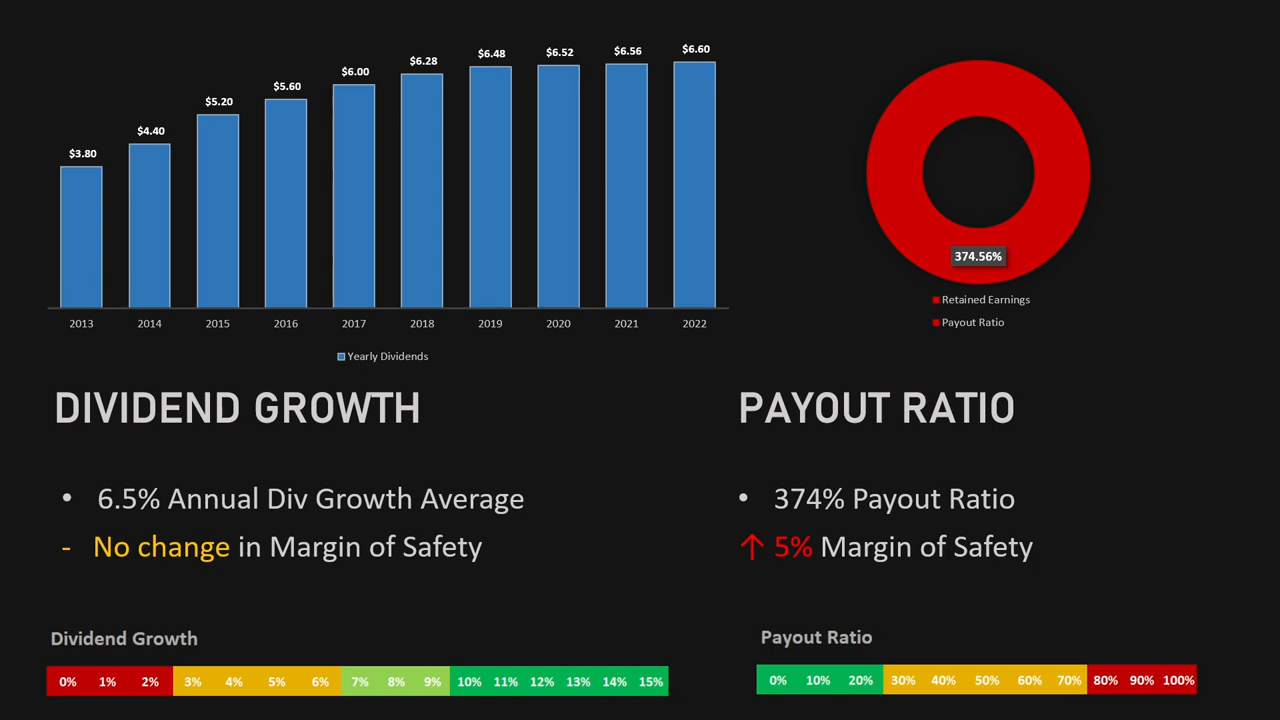 $3.80
$4.40
$5.20
$5.60
$6.00
$6.28
$6.48
$6.52
$6.56
$6.60
2013 2014 2015 2016 2017 2018 2019 2020 2021 2022
Yearly Dividends
374.56%
Retained Earnings
Payout Ratio
DIVIDEND GROWTH
• 6.5% Annual Div Growth Average
- No change in Margin of Safety
Dividend Growth
0% 1% 2% 3% 4% 5% 6% 7% 8% 9% 10% 11% 12% 13% 14% 15%
PAYOUT RATIO
• 374% Payout Ratio
↑ 5% Margin of Safety
Payout Ratio
0% 10% 20% 30% 40% 50% 60% 70% 80% 90% 100%